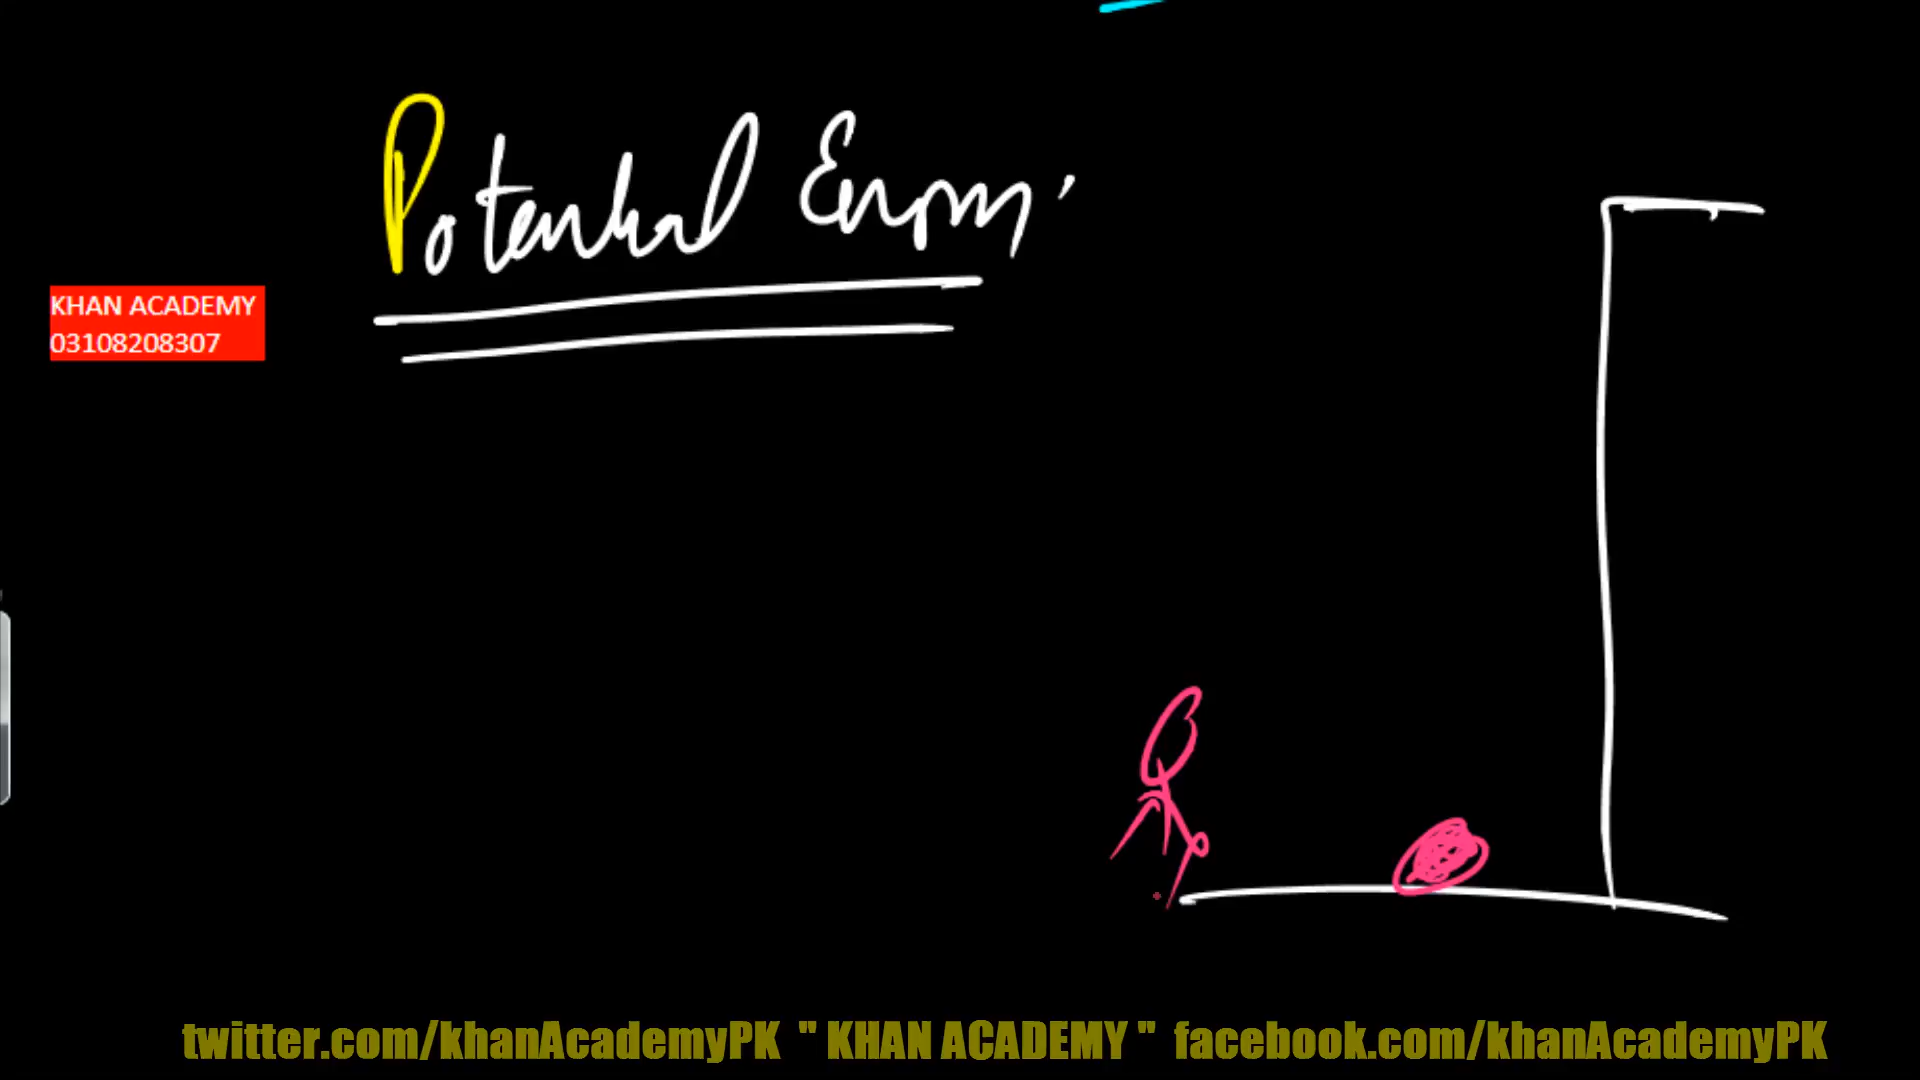 Potential Energy
KHAN ACADEMY
03108208307
twitter.com/khanAcademyPK " KHAN ACADEMY " facebook.com/khanAcademyPK